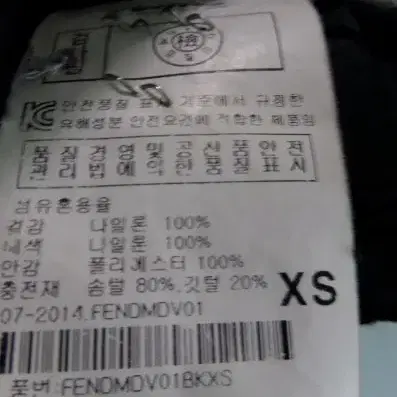 안전품질 표시 기준에서 규정한
유해성분 안전요건에 적합한 제품임
품질경영및공산품안전
관리법에의한품질표시
섬유혼용율
겉감 나일론 100%
배색 나일론 100%
안감 폴리에스터 100%
충전재 솜털 80%,깃털 20%
XS
07-2014.FENDMDV01
품번:FENDMDV01BKXS